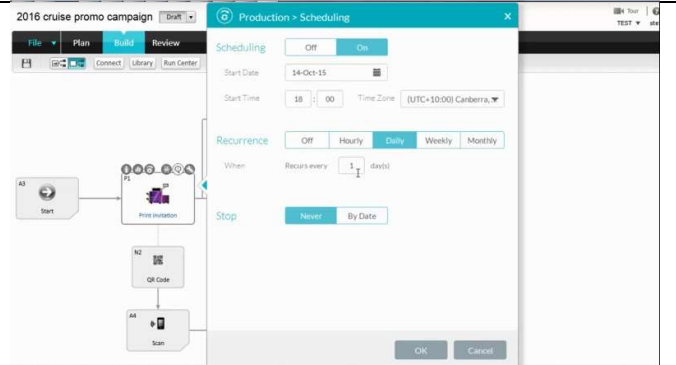 2016 cruise promo campaign Draft
Tour
TEST ste
File Plan Build Review
Connect Library Run Center
Production > Scheduling
Scheduling Off On
Start Date 14-Oct-15
Start Time 18 : 00 Time Zone (UTC+10:00) Canberra,
Recurrence Off Hourly Daily Weekly Monthly
When Recurs every 1 day(s)
Stop Never By Date
OK Cancel
A3
Start
P1
Print Invitation
N2
QR Code
A4
Scan